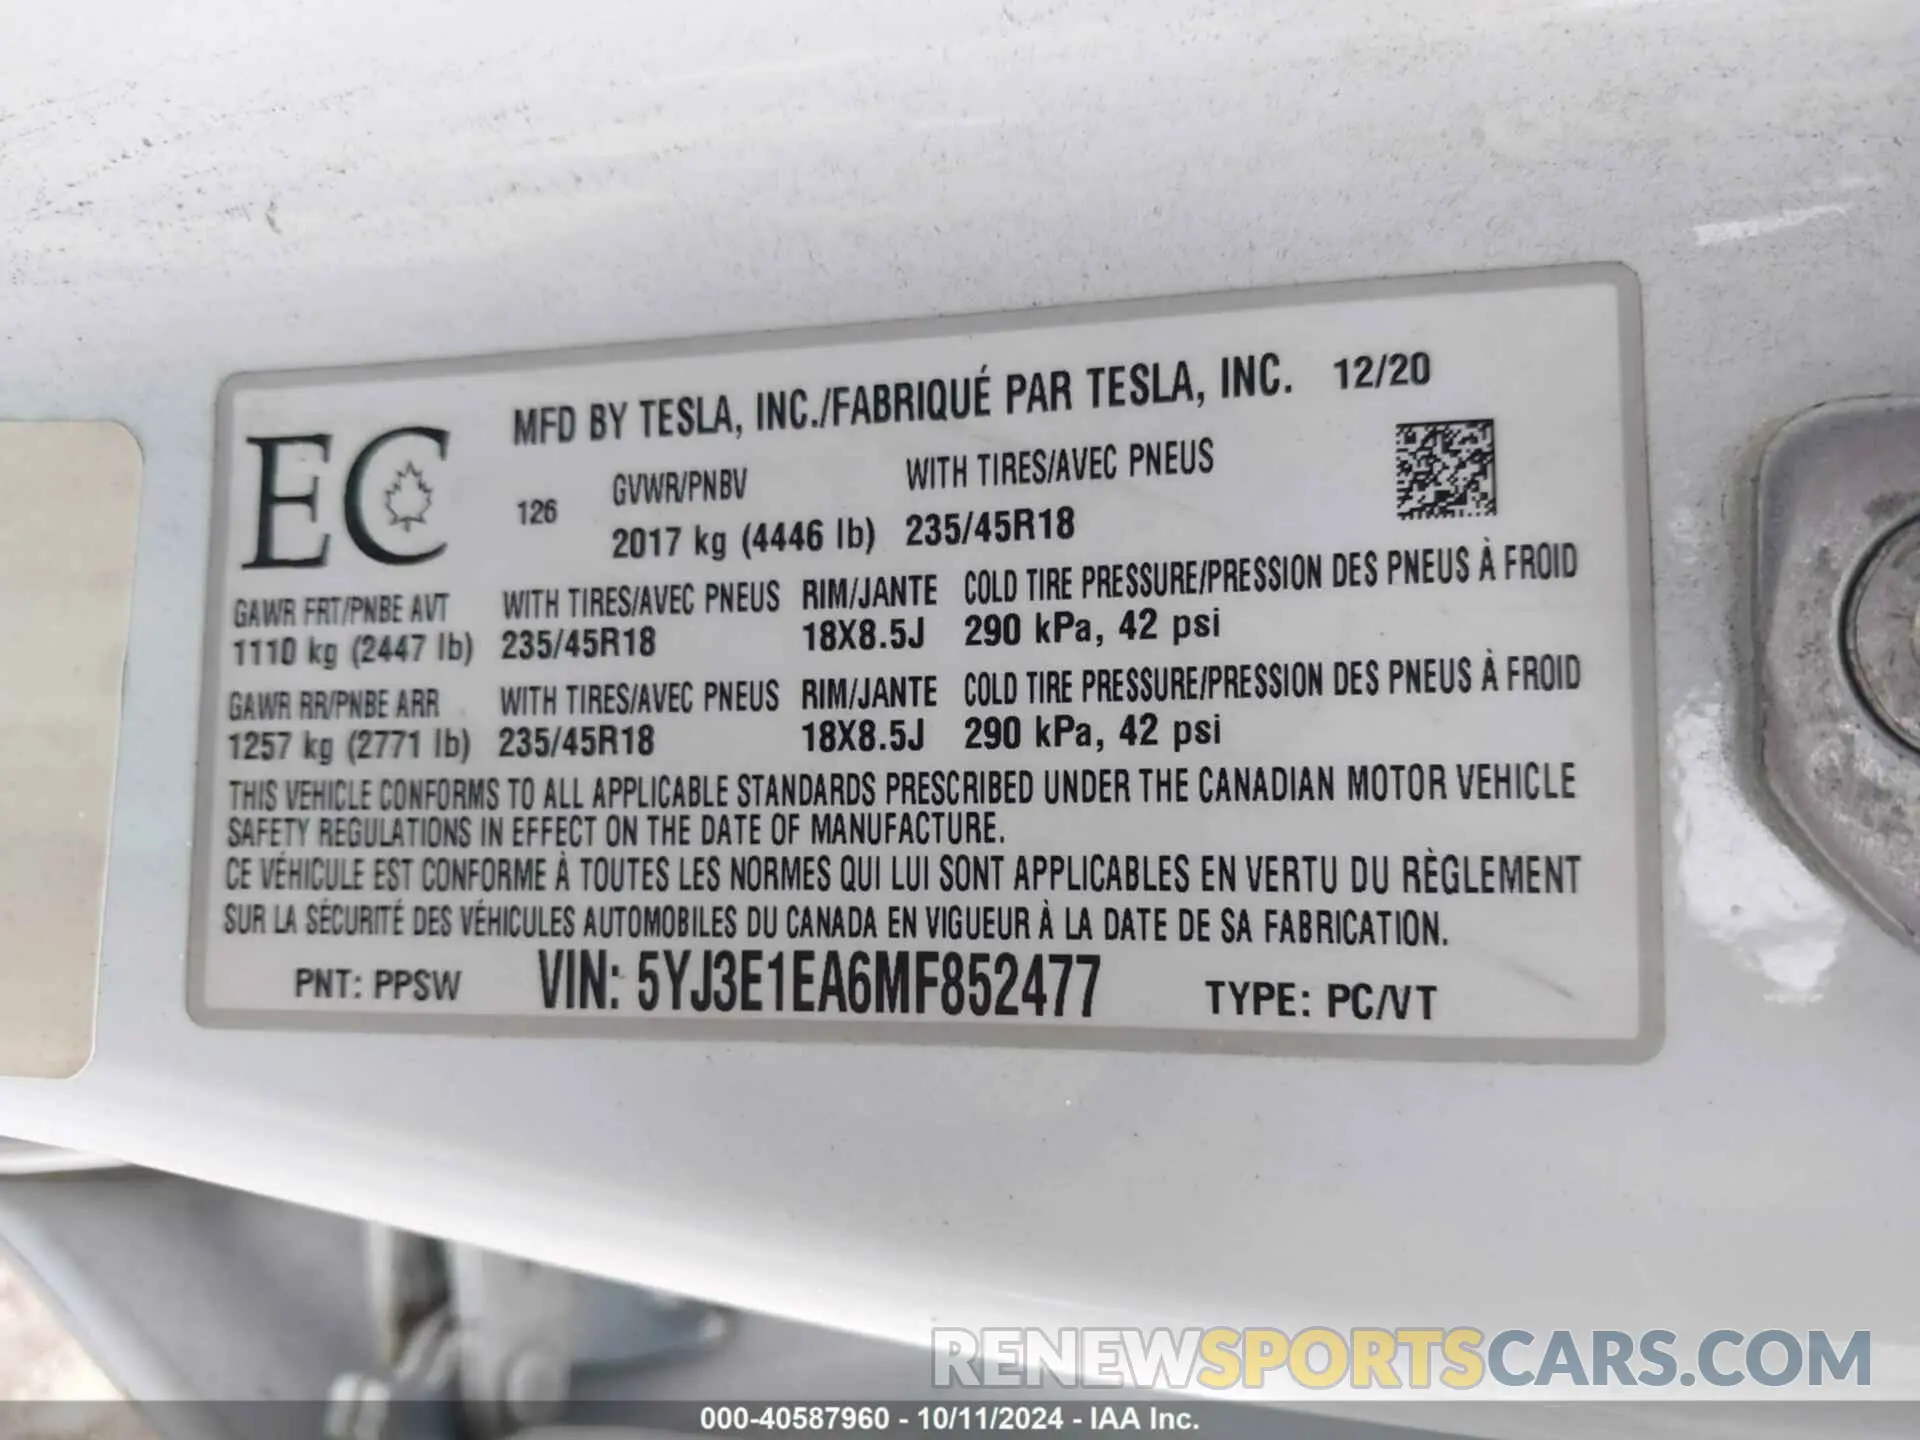 MFD BY TESLA, INC./FABRIQUÉ PAR TESLA, INC. 12/20
EC
126
GVWR/PNBV WITH TIRES/AVEC PNEUS
2017 kg (4446 lb) 235/45R18
GAWR FRT/PNBE AVT WITH TIRES/AVEC PNEUS RIM/JANTE COLD TIRE PRESSURE/PRESSION DES PNEUS À FROID
1110 kg (2447 lb) 235/45R18 18X8.5J 290 kPa, 42 psi
GAWR RR/PNBE ARR WITH TIRES/AVEC PNEUS RIM/JANTE COLD TIRE PRESSURE/PRESSION DES PNEUS À FROID
1257 kg (2771 lb) 235/45R18 18X8.5J 290 kPa, 42 psi
THIS VEHICLE CONFORMS TO ALL APPLICABLE STANDARDS PRESCRIBED UNDER THE CANADIAN MOTOR VEHICLE
SAFETY REGULATIONS IN EFFECT ON THE DATE OF MANUFACTURE.
CE VÉHICULE EST CONFORME À TOUTES LES NORMES QUI LUI SONT APPLICABLES EN VERTU DU RÈGLEMENT
SUR LA SÉCURITÉ DES VÉHICULES AUTOMOBILES DU CANADA EN VIGUEUR À LA DATE DE SA FABRICATION.
PNT: PPSW VIN: 5YJ3E1EA6MF852477 TYPE: PC/VT
RENEWSPORTSCARS.COM
000-40587960 - 10/11/2024 - IAA Inc.